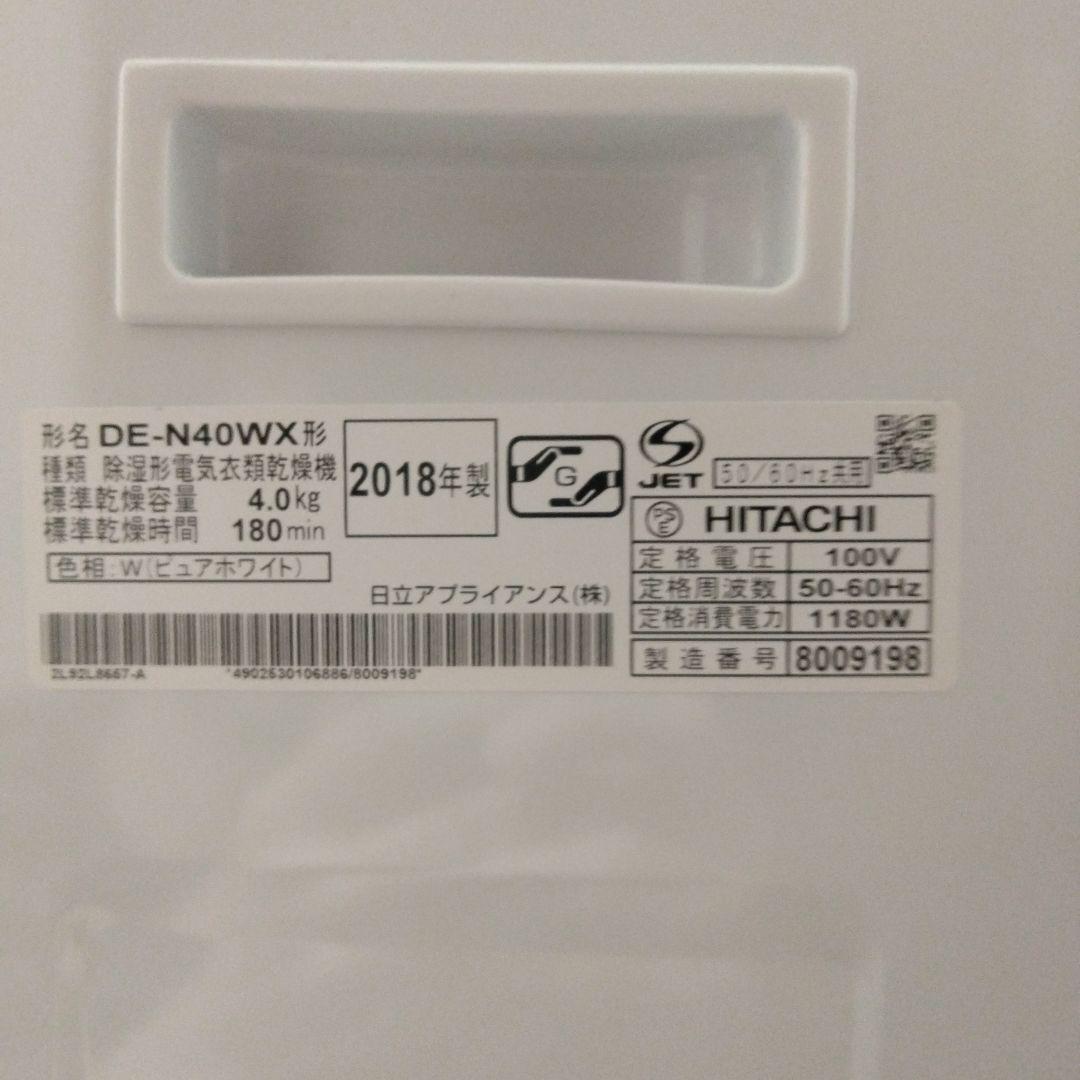 形名 DE-N40WX形
種類 除湿形電気衣類乾燥機
標準乾燥容量 4.0kg
標準乾燥時間 180min
色相:W(ピュアホワイト)
2018年製
G
日立アプライアンス(株)
2L92L8667-A
*4902530106886/8009198*
JET
50/60Hz共用
PS
E
HITACHI
定格電圧 100V
定格周波数 50-60Hz
定格消費電力 1180W
製造番号 8009198